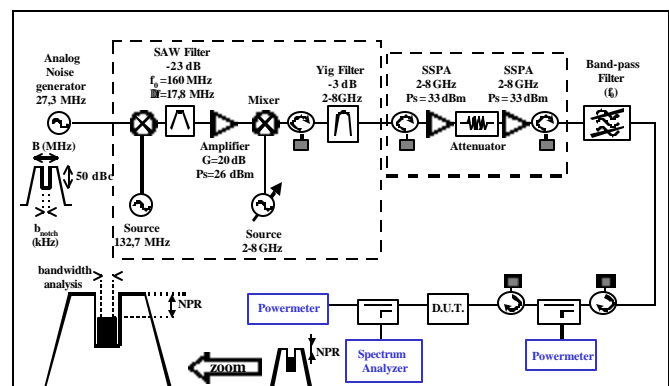 Analog
Noise
generator
27,3 MHz
B (MHz)
50 dBc
b_notch
(kHz)
SAW Filter
-23 dB
f_o=160 MHz
=17,8 MHz
Mixer
Amplifier
G=20 dB
Ps=26 dBm
Source
132,7 MHz
Source
2-8 GHz
Yig Filter
-3 dB
2-8GHz
SSPA
2-8 GHz
Ps = 33 dBm
SSPA
2-8 GHz
Ps = 33 dBm
Attenuator
Band-pass
Filter
bandwidth
analysis
NPR
zoom
NPR
Powermeter
Spectrum
Analyzer
D.U.T.
Powermeter